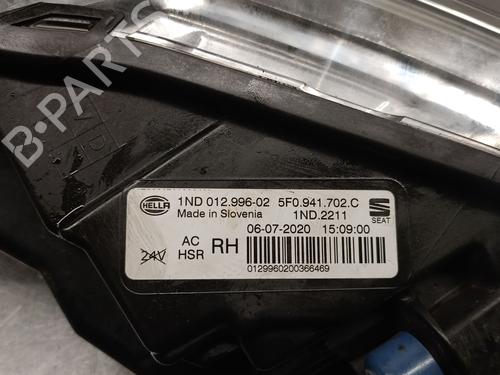 B-PARTS
HELLA
1ND 012.996-02 5F0.941.702.C
Made in Slovenia 1ND.2211
SEAT
06-07-2020 15:09:00
24V
AC
HSR
RH
0129960200366469